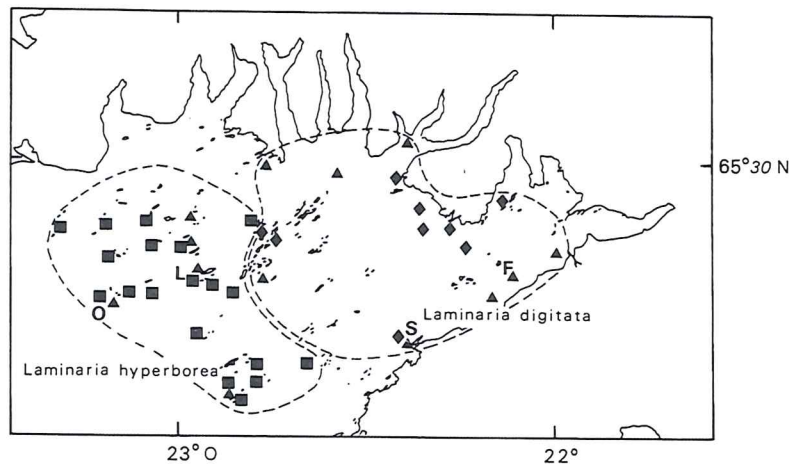 65°30 N
L
F
O
S
Laminaria digitata
Laminaria hyperborea
23°O
22°